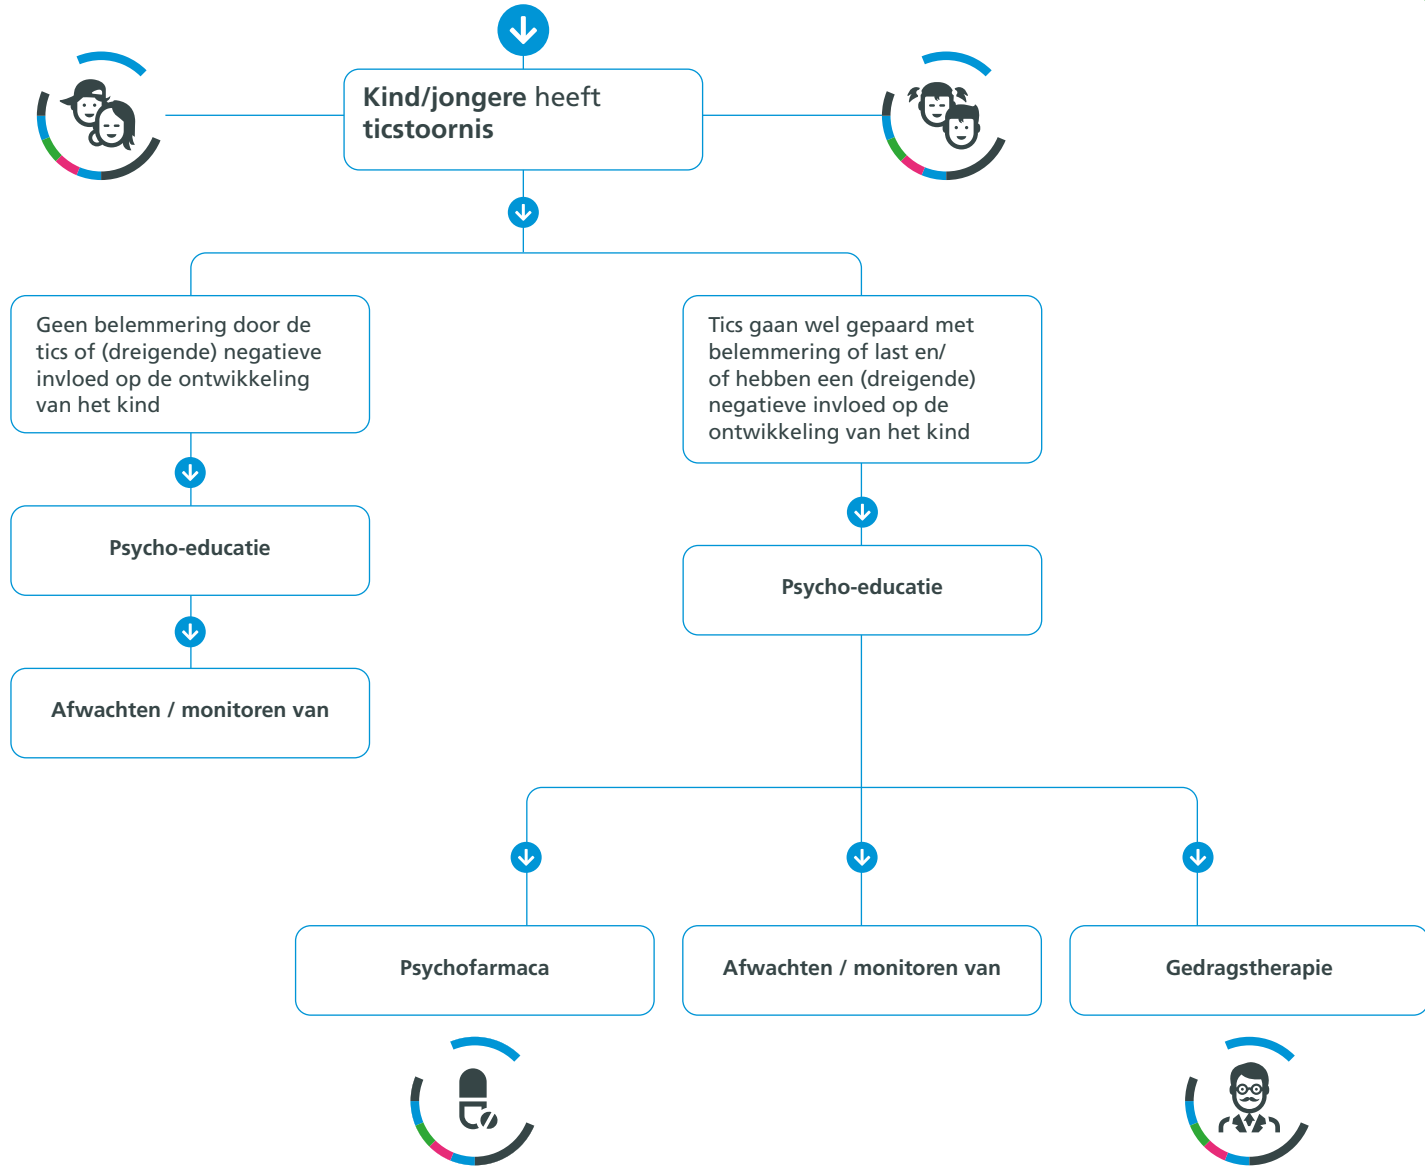 Kind/jongere heeft
ticstoornis
Geen belemmering door de
tics of (dreigende) negatieve
invloed op de ontwikkeling
van het kind
Tics gaan wel gepaard met
belemmering of last en/
of hebben een (dreigende)
negatieve invloed op de
ontwikkeling van het kind
Psycho-educatie
Psycho-educatie
Afwachten / monitoren van
Psychofarmaca
Afwachten / monitoren van
Gedragstherapie